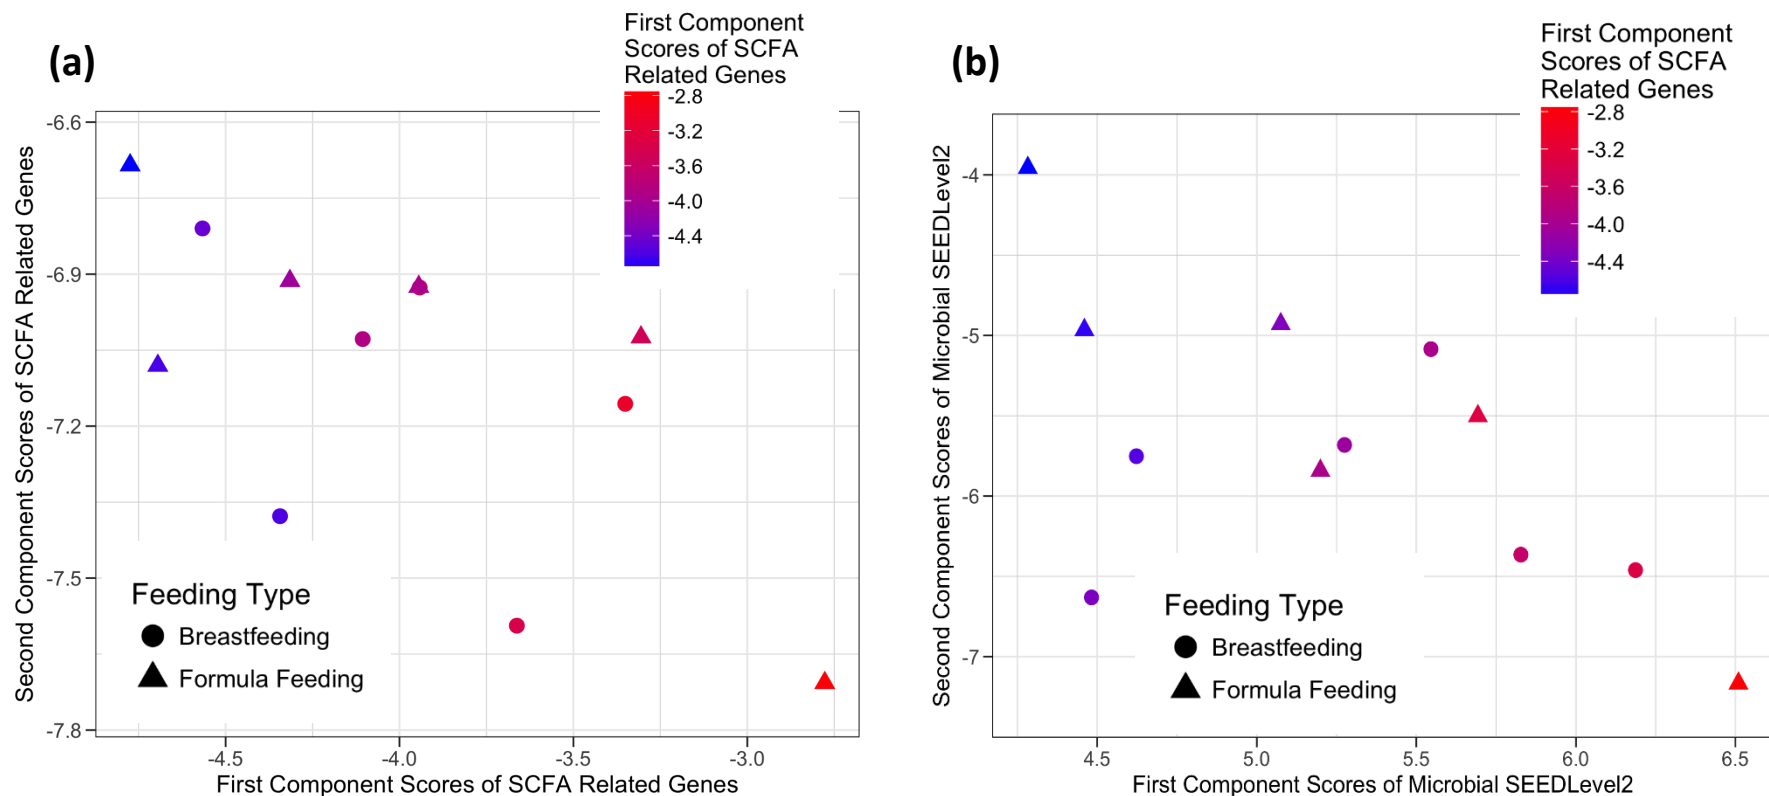 (a)
First Component
Scores of SCFA
Related Genes
-2.8
-3.2
-3.6
-4.0
-4.4
Second Component Scores of SCFA Related Genes
-6.6
-6.9
-7.2
-7.5
-7.8
Feeding Type
Breastfeeding
Formula Feeding
-4.5
-4.0
-3.5
-3.0
First Component Scores of SCFA Related Genes
(b)
First Component
Scores of SCFA
Related Genes
-2.8
-3.2
-3.6
-4.0
-4.4
Second Component Scores of Microbial SEEDLevel2
-4
-5
-6
-7
Feeding Type
Breastfeeding
Formula Feeding
4.5
5.0
5.5
6.0
6.5
First Component Scores of Microbial SEEDLevel2